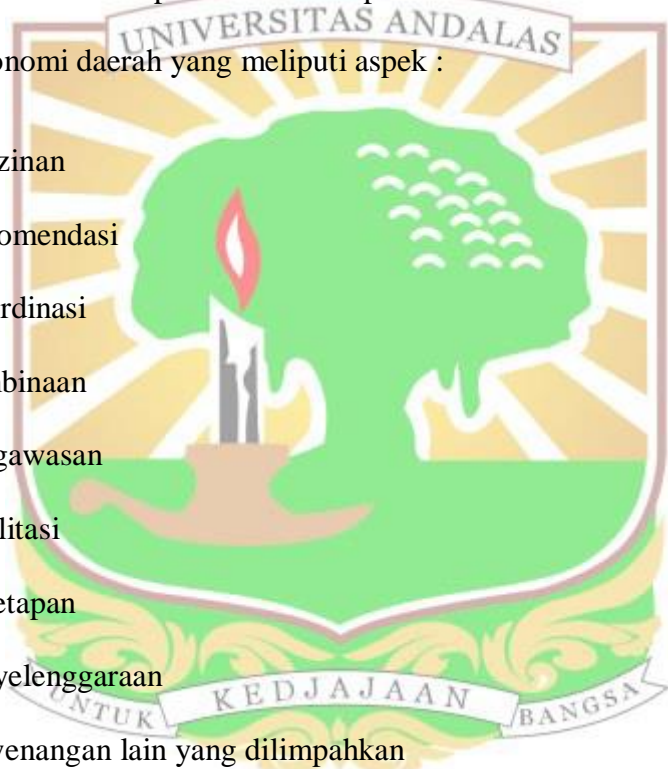 UNIVERSITAS ANDALAS
onomi daerah yang meliputi aspek :
zinan
omendasi
rdinasi
binaan
gawasan
litasi
etapan
yelenggaraan
UNTUK KEDJAJAAN BANGSA
venangan lain yang dilimpahkan